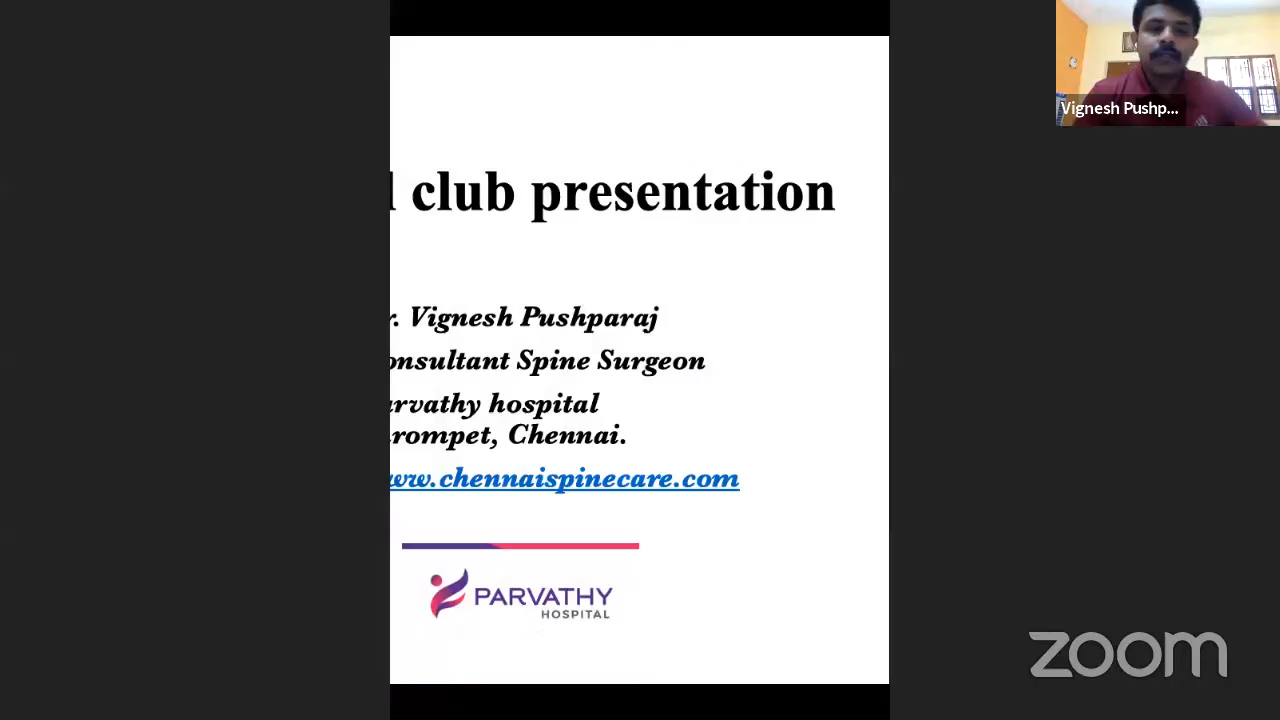 l club presentation
r. Vignesh Pushparaj
onsultant Spine Surgeon
arvathy hospital
rompet, Chennai.
ww.chennaispinecare.com
PARVATHY
HOSPITAL
Vignesh Pushp...
zoom